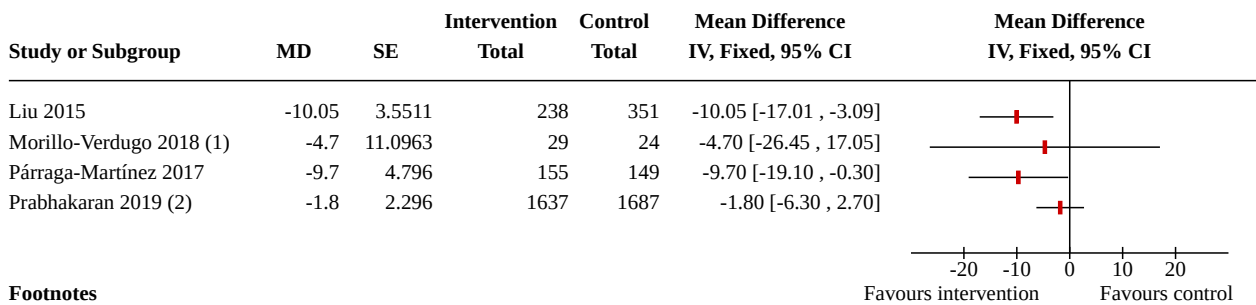 Intervention Control Mean Difference Mean Difference
Study or Subgroup MD SE Total Total IV, Fixed, 95% CI IV, Fixed, 95% CI
Liu 2015 -10.05 3.5511 238 351 -10.05 [-17.01 , -3.09]
Morillo-Verdugo 2018 (1) -4.7 11.0963 29 24 -4.70 [-26.45 , 17.05]
Párraga-Martínez 2017 -9.7 4.796 155 149 -9.70 [-19.10 , -0.30]
Prabhakaran 2019 (2) -1.8 2.296 1637 1687 -1.80 [-6.30 , 2.70]
-20 -10 0 10 20
Footnotes Favours intervention Favours control